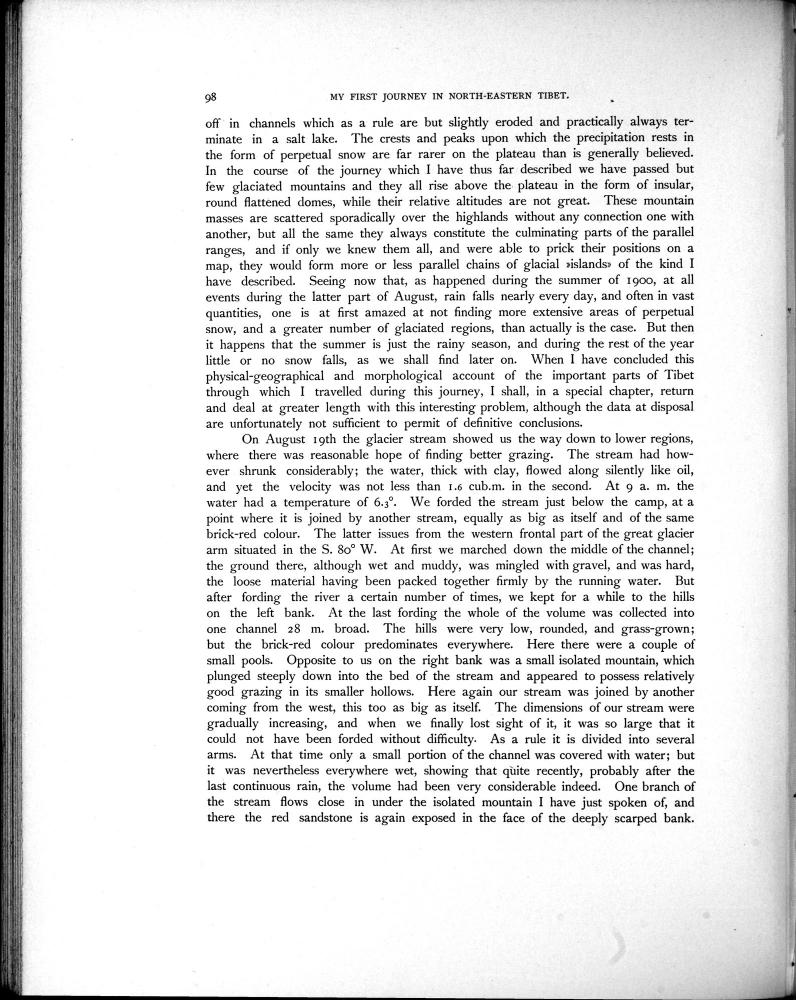 98 MY FIRST JOURNEY IN NORTH-EASTERN TIBET.
off in channels which as a rule are but slightly eroded and practically always ter-
minate in a salt lake. The crests and peaks upon which the precipitation rests in
the form of perpetual snow are far rarer on the plateau than is generally believed.
In the course of the journey which I have thus far described we have passed but
few glaciated mountains and they all rise above the plateau in the form of insular,
round flattened domes, while their relative altitudes are not great. These mountain
masses are scattered sporadically over the highlands without any connection one with
another, but all the same they always constitute the culminating parts of the parallel
ranges, and if only we knew them all, and were able to prick their positions on a
map, they would form more or less parallel chains of glacial »islands» of the kind I
have described. Seeing now that, as happened during the summer of 1900, at all
events during the latter part of August, rain falls nearly every day, and often in vast
quantities, one is at first amazed at not finding more extensive areas of perpetual
snow, and a greater number of glaciated regions, than actually is the case. But then
it happens that the summer is just the rainy season, and during the rest of the year
little or no snow falls, as we shall find later on. When I have concluded this
physical-geographical and morphological account of the important parts of Tibet
through which I travelled during this journey, I shall, in a special chapter, return
and deal at greater length with this interesting problem, although the data at disposal
are unfortunately not sufficient to permit of definitive conclusions.
On August 19th the glacier stream showed us the way down to lower regions,
where there was reasonable hope of finding better grazing. The stream had how-
ever shrunk considerably; the water, thick with clay, flowed along silently like oil,
and yet the velocity was not less than 1.6 cub.m. in the second. At 9 a. m. the
water had a temperature of 6.3°. We forded the stream just below the camp, at a
point where it is joined by another stream, equally as big as itself and of the same
brick-red colour. The latter issues from the western frontal part of the great glacier
arm situated in the S. 80° W. At first we marched down the middle of the channel;
the ground there, although wet and muddy, was mingled with gravel, and was hard,
the loose material having been packed together firmly by the running water. But
after fording the river a certain number of times, we kept for a while to the hills
on the left bank. At the last fording the whole of the volume was collected into
one channel 28 m. broad. The hills were very low, rounded, and grass-grown;
but the brick-red colour predominates everywhere. Here there were a couple of
small pools. Opposite to us on the right bank was a small isolated mountain, which
plunged steeply down into the bed of the stream and appeared to possess relatively
good grazing in its smaller hollows. Here again our stream was joined by another
coming from the west, this too as big as itself. The dimensions of our stream were
gradually increasing, and when we finally lost sight of it, it was so large that it
could not have been forded without difficulty. As a rule it is divided into several
arms. At that time only a small portion of the channel was covered with water; but
it was nevertheless everywhere wet, showing that quite recently, probably after the
last continuous rain, the volume had been very considerable indeed. One branch of
the stream flows close in under the isolated mountain I have just spoken of, and
there the red sandstone is again exposed in the face of the deeply scarped bank.